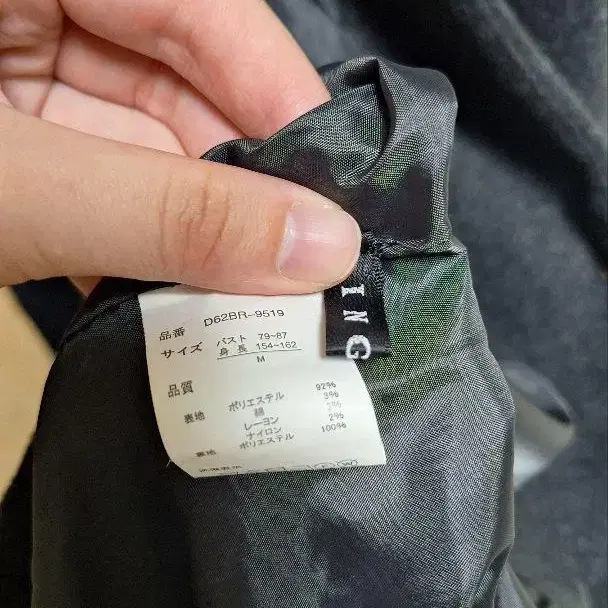 品番 D62BR-9519
サイズ バスト 79~87
身長 154~162
M
品質
表地 ポリエステル 92%
綿 3%
レーヨン
ナイロン 2%
裏地 ポリエステル 100%
ING